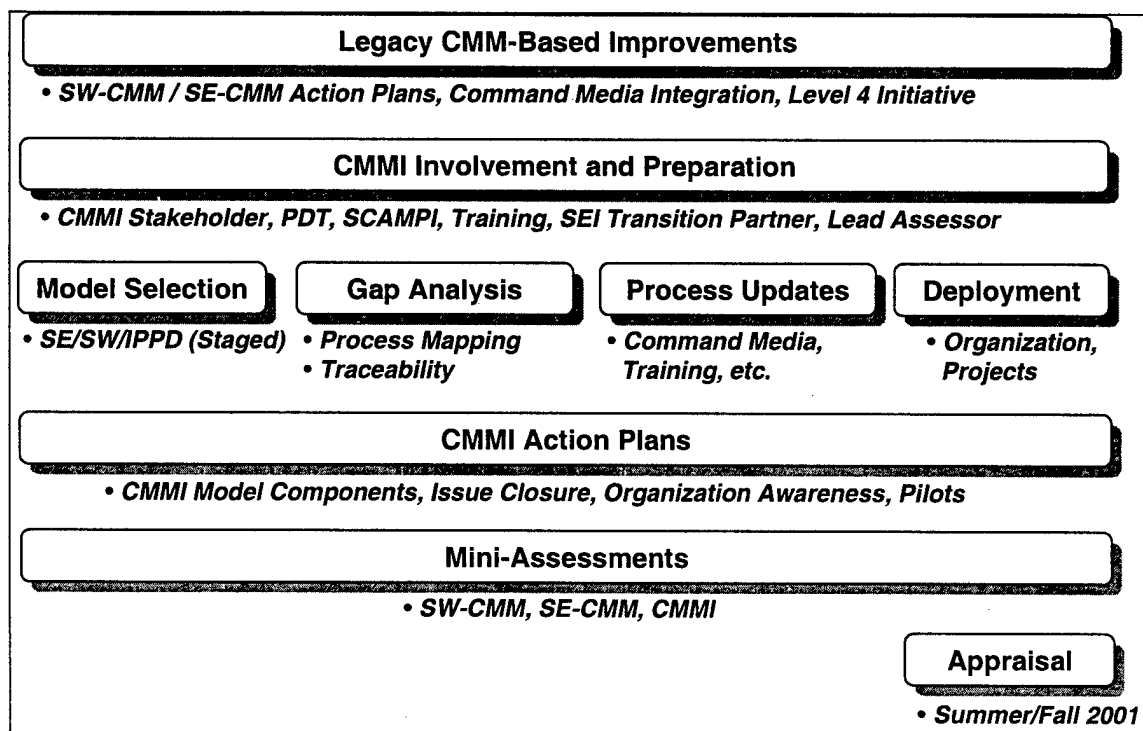 Legacy CMM-Based Improvements
• SW-CMM / SE-CMM Action Plans, Command Media Integration, Level 4 Initiative
CMMI Involvement and Preparation
• CMMI Stakeholder, PDT, SCAMPI, Training, SEI Transition Partner, Lead Assessor
Model Selection
• SE/SW/IPPD (Staged)
Gap Analysis
• Process Mapping
• Traceability
Process Updates
• Command Media,
Training, etc.
Deployment
• Organization,
Projects
CMMI Action Plans
• CMMI Model Components, Issue Closure, Organization Awareness, Pilots
Mini-Assessments
• SW-CMM, SE-CMM, CMMI
Appraisal
• Summer/Fall 2001